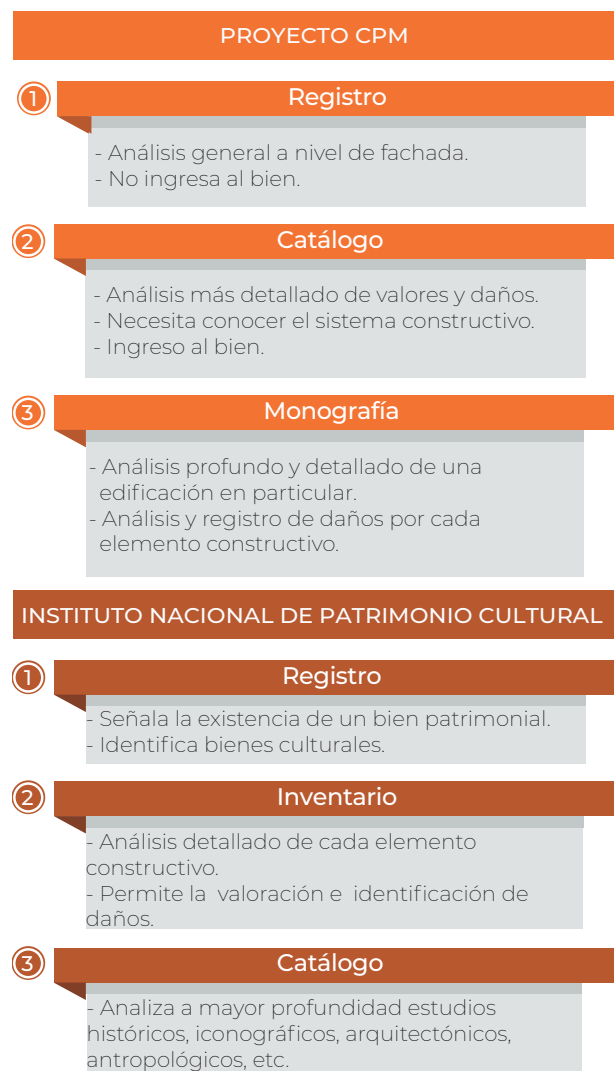 PROYECTO CPM
1
Registro
- Análisis general a nivel de fachada.
- No ingresa al bien.
2
Catálogo
- Análisis más detallado de valores y daños.
- Necesita conocer el sistema constructivo.
- Ingreso al bien.
3
Monografía
- Análisis profundo y detallado de una
edificación en particular.
- Análisis y registro de daños por cada
elemento constructivo.
INSTITUTO NACIONAL DE PATRIMONIO CULTURAL
1
Registro
- Señala la existencia de un bien patrimonial.
- Identifica bienes culturales.
2
Inventario
- Análisis detallado de cada elemento
constructivo.
- Permite la valoración e identificación de
daños.
3
Catálogo
- Analiza a mayor profundidad estudios
históricos, iconográficos, arquitectónicos,
antropológicos, etc.